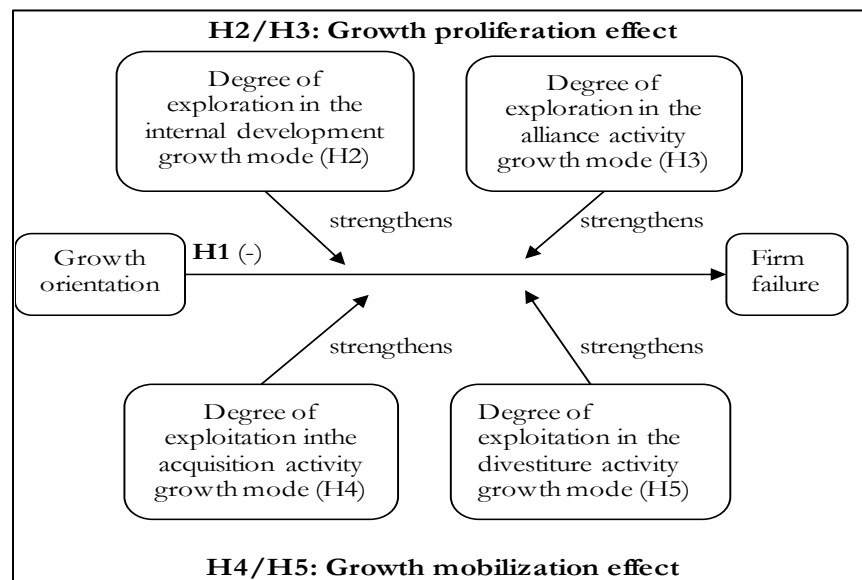 H2/H3: Growth proliferation effect
Degree of
exploration in the
internal development
growth mode (H2)
Degree of
exploration in the
alliance activity
growth mode (H3)
strengthens
strengthens
Growth
orientation
H1 (-)
Firm
failure
strengthens
strengthens
Degree of
exploitation inthe
acquisition activity
growth mode (H4)
Degree of
exploitation in the
divestiture activity
growth mode (H5)
H4/H5: Growth mobilization effect